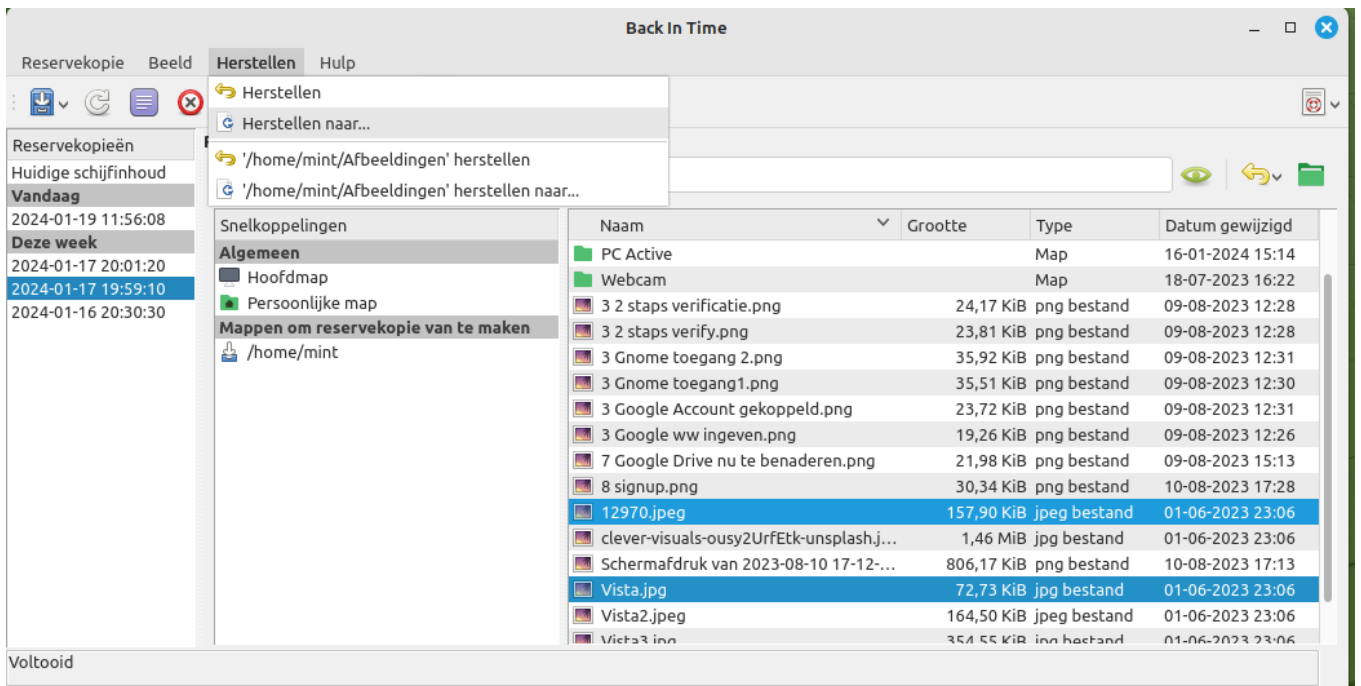 Back In Time
Reservekopie Beeld Herstellen Hulp
Herstellen
Herstellen naar...
'/home/mint/Afbeeldingen' herstellen
'/home/mint/Afbeeldingen' herstellen naar...
Reservekopieën
Huidige schijfinhoud
Vandaag
2024-01-19 11:56:08
Deze week
2024-01-17 20:01:20
2024-01-17 19:59:10
2024-01-16 20:30:30
Snelkoppelingen
Algemeen
Hoofdmap
Persoonlijke map
Mappen om reservekopie van te maken
/home/mint
Naam Grootte Type Datum gewijzigd
PC Active Map 16-01-2024 15:14
Webcam Map 18-07-2023 16:22
3 2 staps verificatie.png 24,17 KiB png bestand 09-08-2023 12:28
3 2 staps verify.png 23,81 KiB png bestand 09-08-2023 12:28
3 Gnome toegang 2.png 35,92 KiB png bestand 09-08-2023 12:31
3 Gnome toegang1.png 35,51 KiB png bestand 09-08-2023 12:30
3 Google Account gekoppeld.png 23,72 KiB png bestand 09-08-2023 12:31
3 Google ww ingeven.png 19,26 KiB png bestand 09-08-2023 12:26
7 Google Drive nu te benaderen.png 21,98 KiB png bestand 09-08-2023 15:13
8 signup.png 30,34 KiB png bestand 10-08-2023 17:28
12970.jpeg 157,90 KiB jpeg bestand 01-06-2023 23:06
clever-visuals-ousy2UrfEtk-unsplash.j... 1,46 MiB jpg bestand 01-06-2023 23:06
Schermafdruk van 2023-08-10 17-12-... 806,17 KiB png bestand 10-08-2023 17:13
Vista.jpg 72,73 KiB jpg bestand 01-06-2023 23:06
Vista2.jpeg 164,50 KiB jpeg bestand 01-06-2023 23:06
Vista3.jpg 354,55 KiB jpg bestand 01-06-2023 23:06
Voltooid